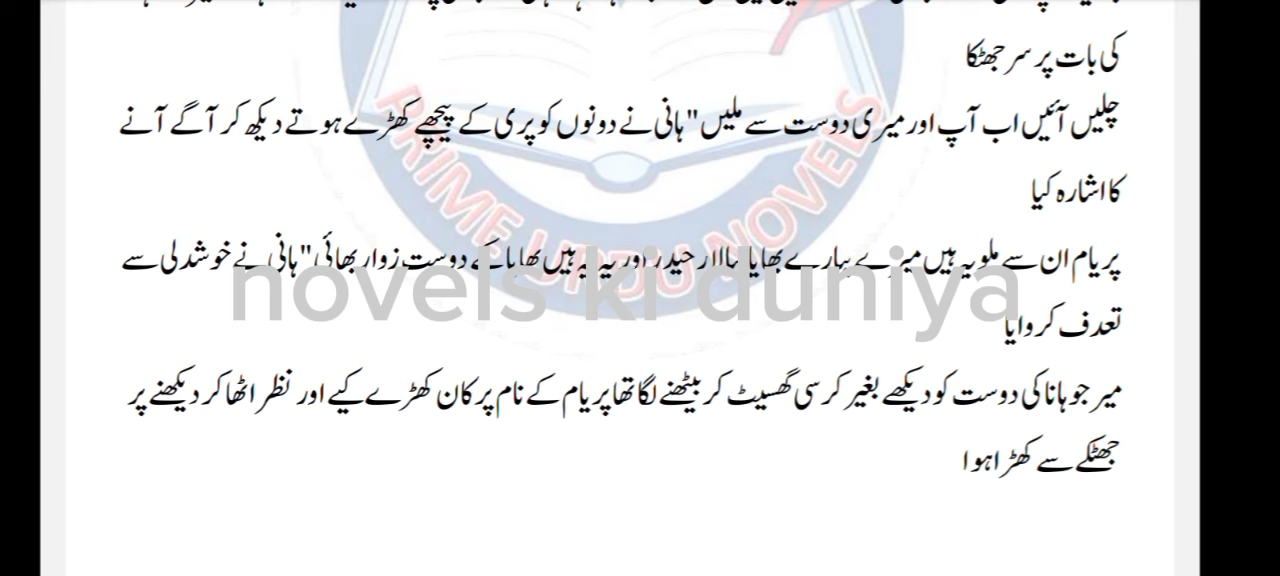 کی بات پر سر جھٹکا
چلیں آئیں اب آپ اور میری دوست سے ملیں" ہانی نے دونوں کو پری کے پیچھے کھڑے ہوتے دیکھ کر آگے آنے
کا اشارہ کیا
پریام ان سے ملو یہ ہیں میرے پیارے بھایا حیدر اور یہ یہ ہیں بھایا کے دوست زوار بھائی" ہانی نے خوشدلی سے
تعدف کروایا
میر جو ہانا کی دوست کو دیکھے بغیر کرسی گھسیٹ کر بیٹھنے لگا تھا پریام کے نام پر کان کھڑے کیے اور نظر اٹھا کر دیکھنے پر
جھٹکے سے کھڑا ہوا
PRIME URDU NOVELS
novels ki duniya